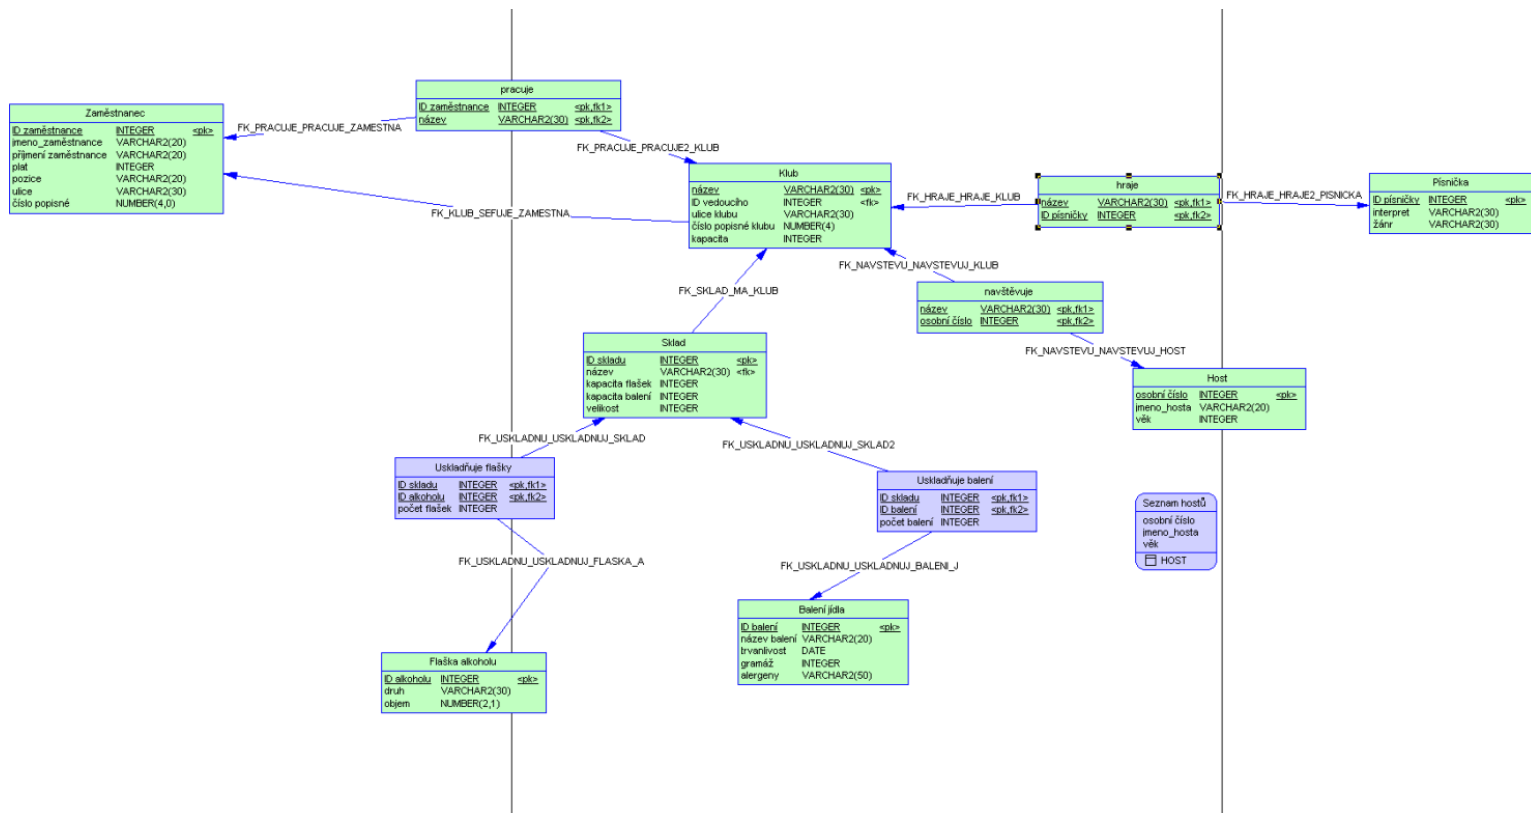 pracuje
ID zaměstnance INTEGER <pk,fk1>
název VARCHAR2(30) <pk,fk2>
Zaměstnanec
ID zaměstnance INTEGER <pk>
jmeno_zaměstnance VARCHAR2(20)
příjmení zaměstnance VARCHAR2(20)
plat INTEGER
pozice VARCHAR2(20)
ulice VARCHAR2(30)
číslo popisné NUMBER(4,0)
FK_PRACUJE_PRACUJE_ZAMESTNA
FK_PRACUJE_PRACUJE2_KLUB
FK_KLUB_SEFUJE_ZAMESTNA
Klub
název VARCHAR2(30) <pk>
ID vedoucího INTEGER <fk>
ulice klubu VARCHAR2(30)
číslo popisné klubu NUMBER(4)
kapacita INTEGER
FK_HRAJE_HRAJE_KLUB
hraje
název VARCHAR2(30) <pk,fk1>
ID písničky INTEGER <pk,fk2>
FK_HRAJE_HRAJE2_PISNICKA
Písnička
ID písničky INTEGER <pk>
interpret VARCHAR2(30)
žánr VARCHAR2(30)
FK_NAVSTEVU_NAVSTEVUJ_KLUB
FK_SKLAD_MA_KLUB
navštěvuje
název VARCHAR2(30) <pk,fk1>
osobní číslo INTEGER <pk,fk2>
FK_NAVSTEVU_NAVSTEVUJ_HOST
Sklad
ID skladu INTEGER <pk>
název VARCHAR2(30) <fk>
kapacita flašek INTEGER
kapacita balení INTEGER
velikost INTEGER
Host
osobní číslo INTEGER <pk>
jmeno_hosta VARCHAR2(20)
věk INTEGER
FK_USKLADNU_USKLADNUJ_SKLAD
FK_USKLADNU_USKLADNUJ_SKLAD2
Uskladňuje flašky
ID skladu INTEGER <pk,fk1>
ID alkoholu INTEGER <pk,fk2>
počet flašek INTEGER
Uskladňuje balení
ID skladu INTEGER <pk,fk1>
ID balení INTEGER <pk,fk2>
počet balení INTEGER
Seznam hostů
osobní číslo
jmeno_hosta
věk
HOST
FK_USKLADNU_USKLADNUJ_FLASKA_A
FK_USKLADNU_USKLADNUJ_BALENI_J
Balení jídla
ID balení INTEGER <pk>
název balení VARCHAR2(20)
trvanlivost DATE
gramáž INTEGER
alergeny VARCHAR2(50)
Flaška alkoholu
ID alkoholu INTEGER <pk>
druh VARCHAR2(30)
objem NUMBER(2,1)